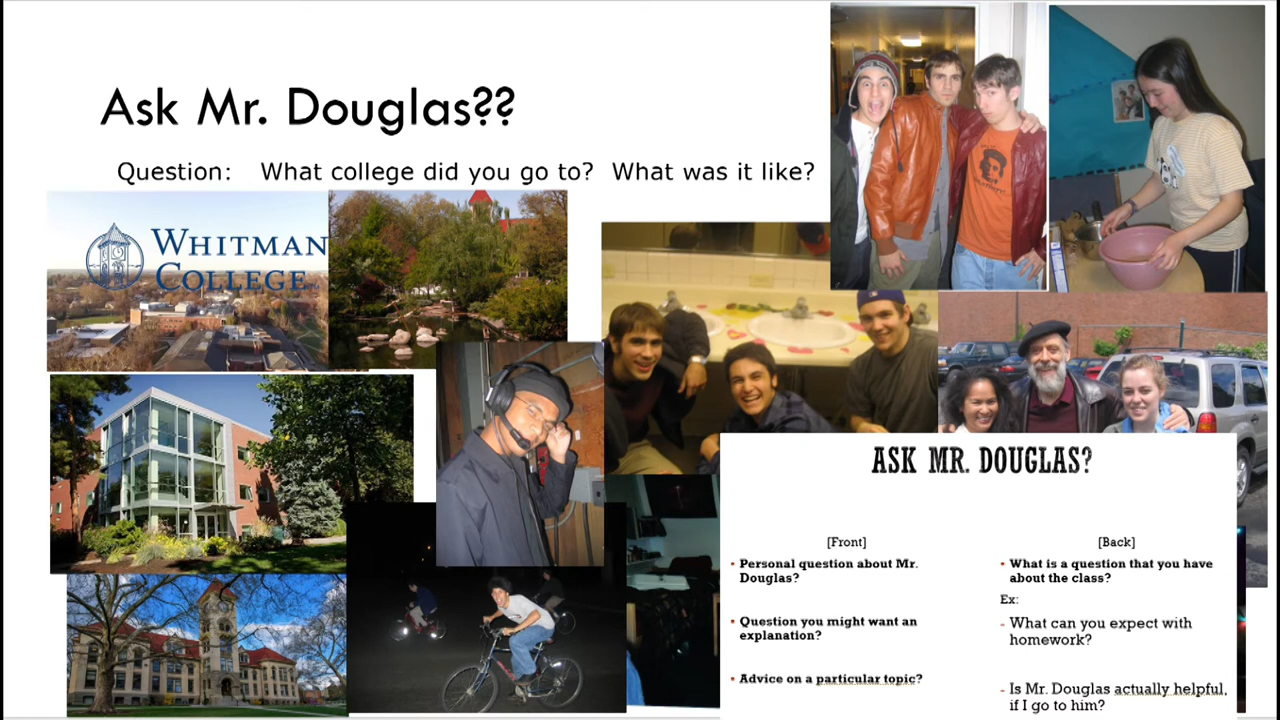 Ask Mr. Douglas??
Question: What college did you go to? What was it like?
WHITMAN
COLLEGE
ASK MR. DOUGLAS?
[Front]
• Personal question about Mr.
Douglas?
• Question you might want an
explanation?
• Advice on a particular topic?
[Back]
• What is a question that you have
about the class?
Ex:
- What can you expect with
homework?
- Is Mr. Douglas actually helpful,
if I go to him?